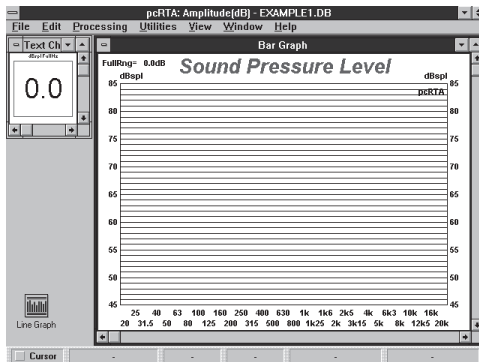 pcRTA: Amplitude(dB) - EXAMPLE1.DB
File Edit Processing Utilities View Window Help
Text Ch
dBspl FullHz
0.0
Bar Graph
FullRng= 0.0dB
Sound Pressure Level
dBspl dBspl
pcRTA
85 85
80 80
75 75
70 70
65 65
60 60
55 55
50 50
45 45
25 40 63 100 160 250 400 630 1k 1k6 2k5 4k 6k3 10k 16k
20 31.5 50 80 125 200 315 500 800 1k25 2k 3k15 5k 8k 12k5 20k
Line Graph
Cursor - - - - -